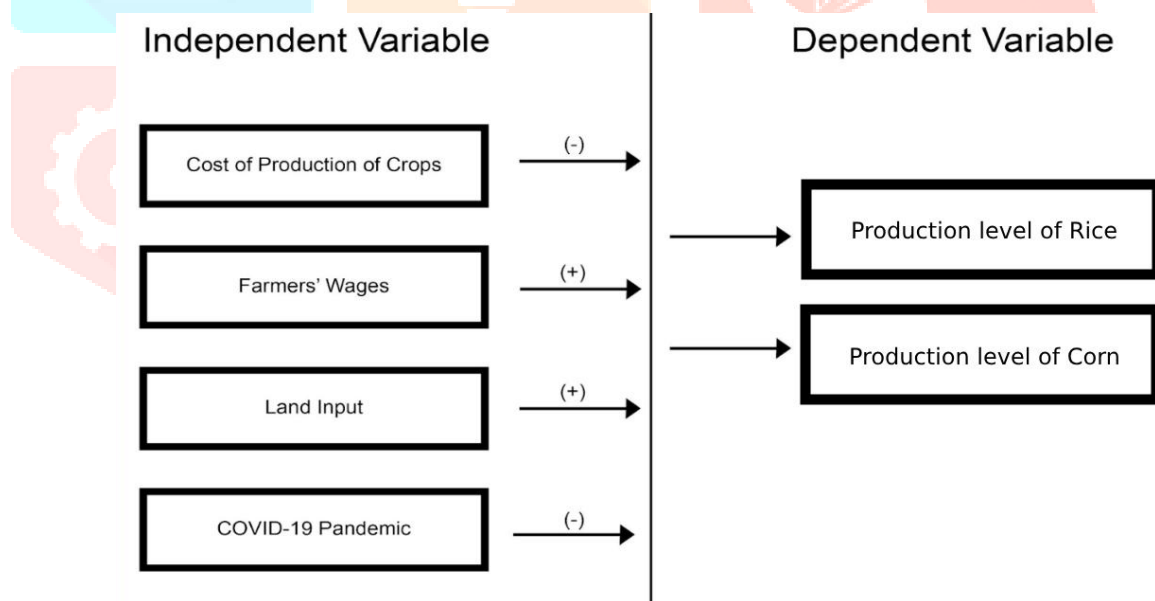 Independent Variable
Dependent Variable
Cost of Production of Crops
(-)
Farmers' Wages
(+)
Land Input
(+)
COVID-19 Pandemic
(-)
Production level of Rice
Production level of Corn